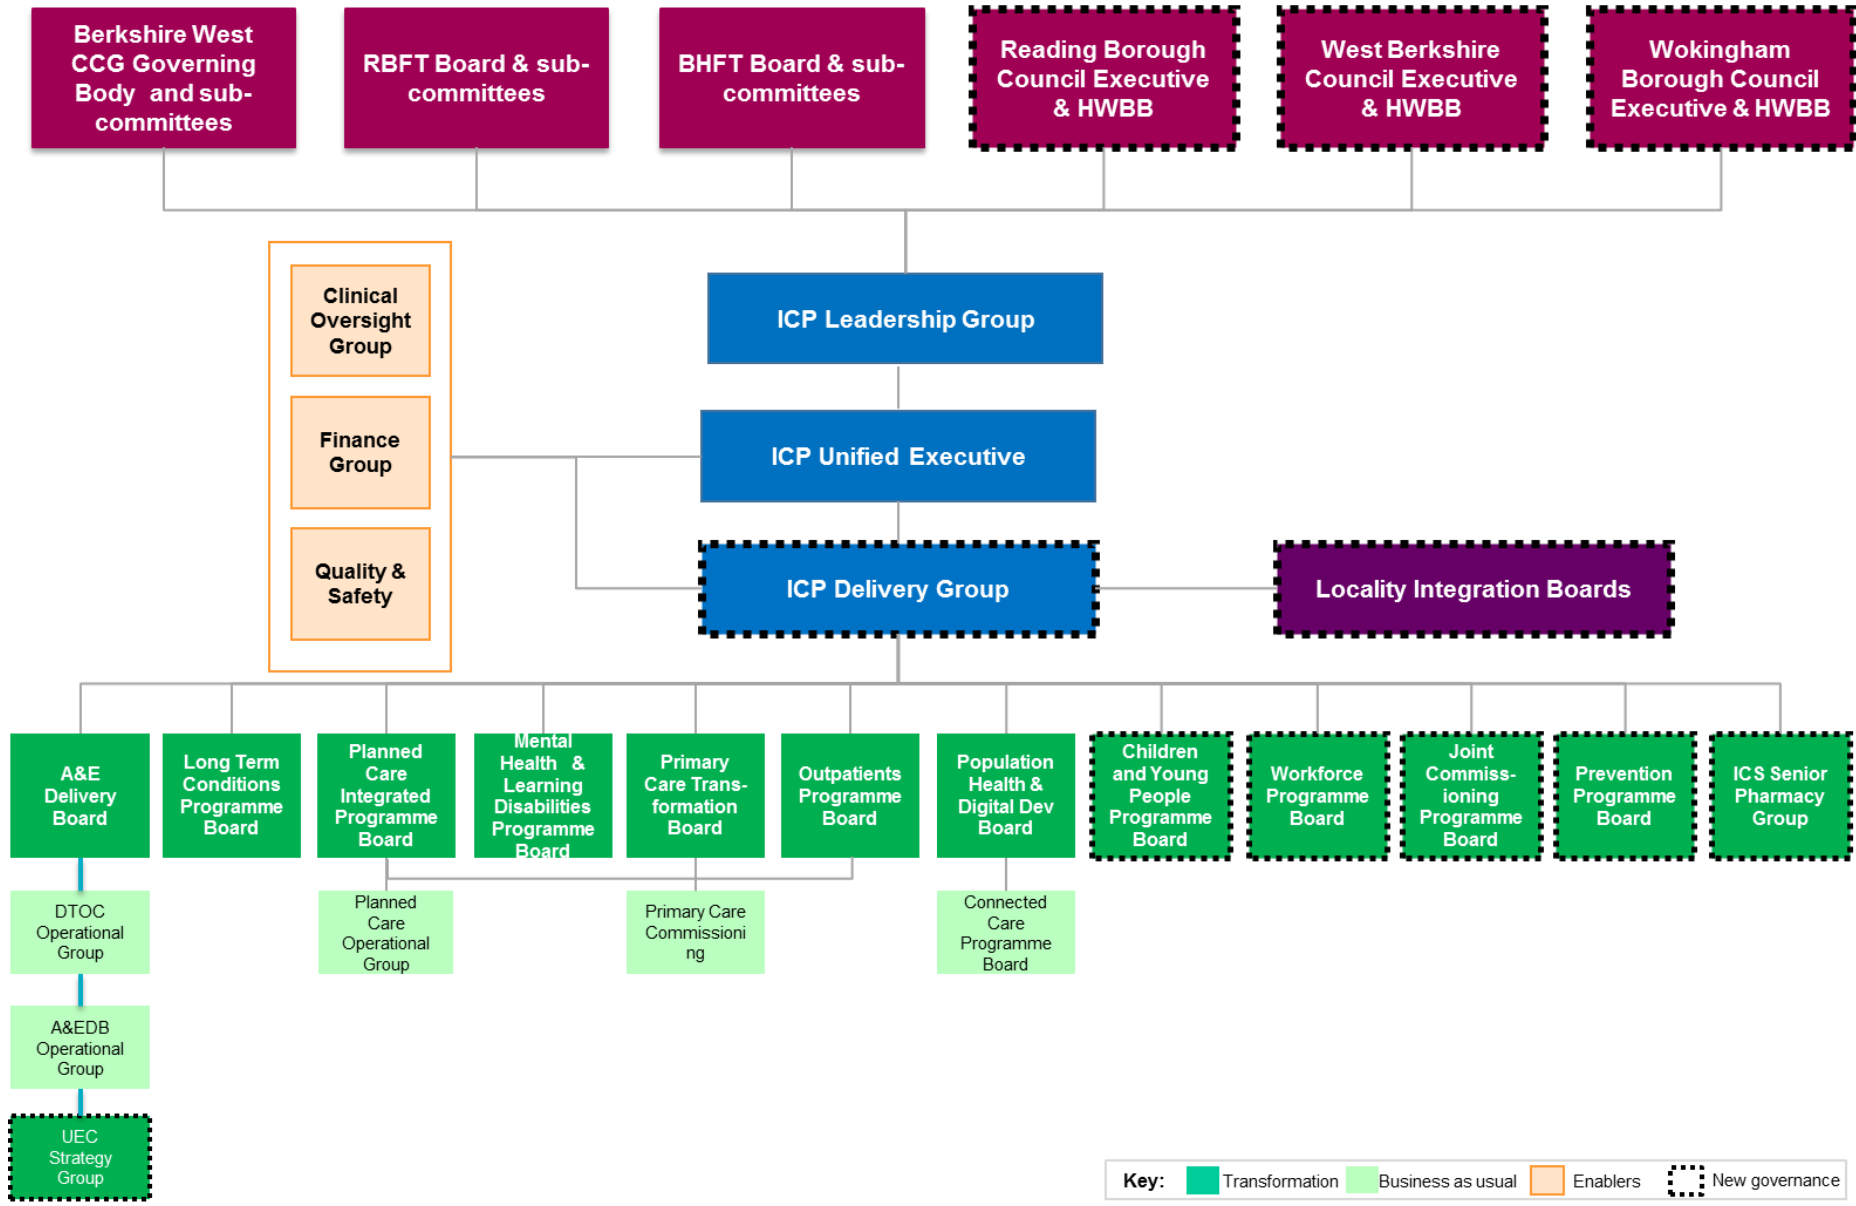 Berkshire West
CCG Governing
Body and sub-
committees
RBFT Board & sub-
committees
BHFT Board & sub-
committees
Reading Borough
Council Executive
& HWBB
West Berkshire
Council Executive
& HWBB
Wokingham
Borough Council
Executive & HWBB
Clinical
Oversight
Group
Finance
Group
Quality &
Safety
ICP Leadership Group
ICP Unified Executive
ICP Delivery Group
Locality Integration Boards
A&E
Delivery
Board
Long Term
Conditions
Programme
Board
Planned
Care
Integrated
Programme
Board
Mental
Health &
Learning
Disabilities
Programme
Board
Primary
Care Trans-
formation
Board
Outpatients
Programme
Board
Population
Health &
Digital Dev
Board
Children
and Young
People
Programme
Board
Workforce
Programme
Board
Joint
Commiss-
ioning
Programme
Board
Prevention
Programme
Board
ICS Senior
Pharmacy
Group
DTOC
Operational
Group
Planned
Care
Operational
Group
Primary Care
Commissioni
ng
Connected
Care
Programme
Board
A&EDB
Operational
Group
UEC
Strategy
Group
Key:
Transformation
Business as usual
Enablers
New governance